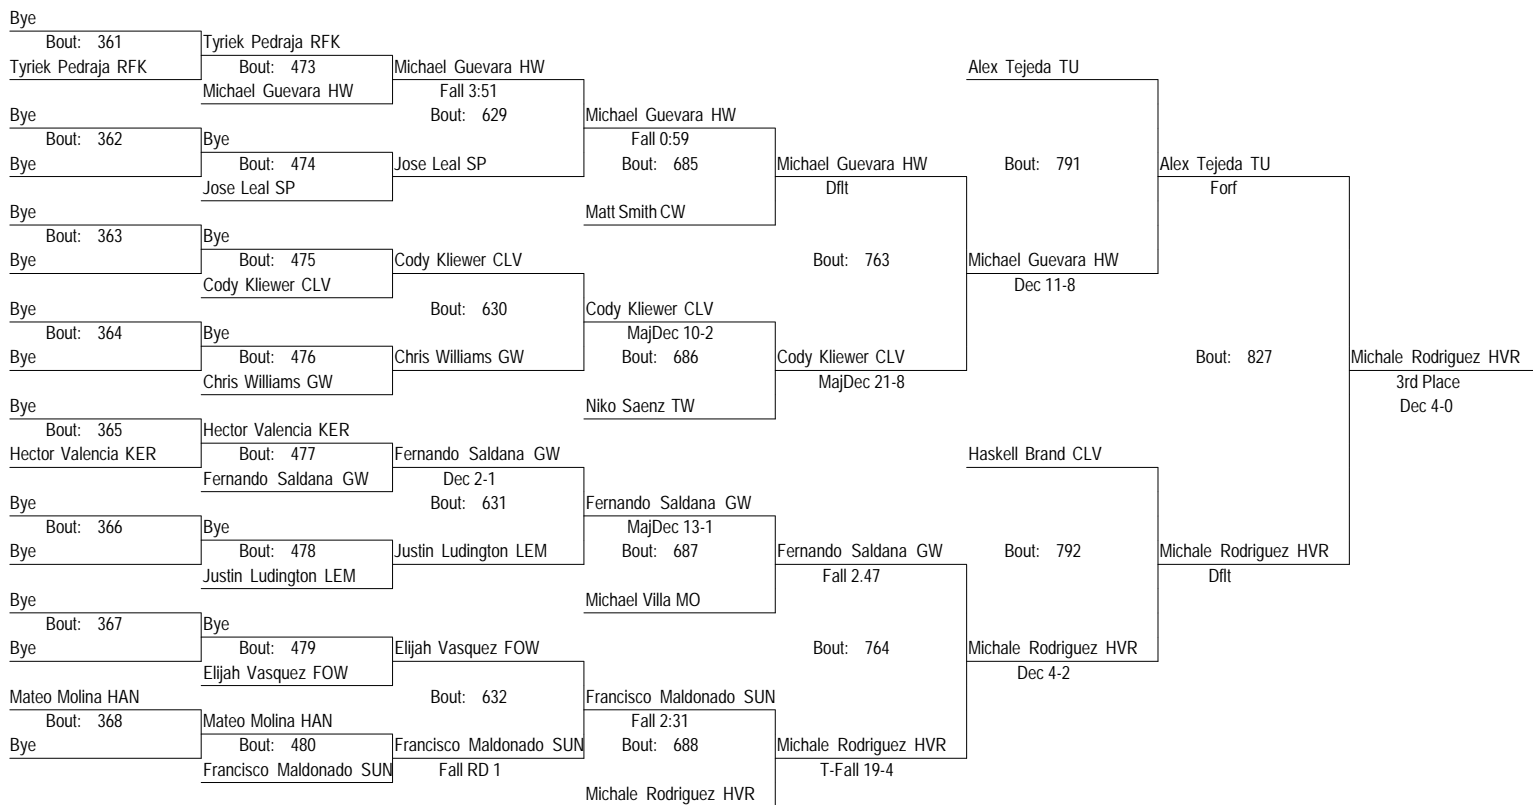 Bye
Bout: 361
Tyriek Pedraja RFK
Tyriek Pedraja RFK
Bout: 473
Michael Guevara HW
Michael Guevara HW
Fall 3:51
Bout: 629
Bye
Bout: 362
Bye
Bye
Bout: 474
Jose Leal SP
Jose Leal SP
Michael Guevara HW
Fall 0:59
Bout: 685
Matt Smith CW
Michael Guevara HW
Dflt
Bye
Bout: 363
Bye
Bye
Bout: 475
Cody Kliewer CLV
Cody Kliewer CLV
Bout: 630
Bye
Bout: 364
Bye
Bye
Bout: 476
Chris Williams GW
Chris Williams GW
Cody Kliewer CLV
MajDec 10-2
Bout: 686
Niko Saenz TW
Cody Kliewer CLV
MajDec 21-8
Bout: 763
Michael Guevara HW
Dec 11-8
Alex Tejeda TU
Bout: 791
Alex Tejeda TU
Forf
Bye
Bout: 365
Hector Valencia KER
Hector Valencia KER
Bout: 477
Fernando Saldana GW
Fernando Saldana GW
Dec 2-1
Bout: 631
Bye
Bout: 366
Bye
Bye
Bout: 478
Justin Ludington LEM
Justin Ludington LEM
Fernando Saldana GW
MajDec 13-1
Bout: 687
Michael Villa MO
Fernando Saldana GW
Fall 2.47
Bye
Bout: 367
Bye
Bye
Bout: 479
Elijah Vasquez FOW
Elijah Vasquez FOW
Bout: 632
Mateo Molina HAN
Bout: 368
Bye
Mateo Molina HAN
Bout: 480
Francisco Maldonado SUN
Francisco Maldonado SUN
Fall RD 1
Francisco Maldonado SUN
Fall 2:31
Bout: 688
Michale Rodriguez HVR
Michale Rodriguez HVR
T-Fall 19-4
Bout: 764
Michale Rodriguez HVR
Dec 4-2
Haskell Brand CLV
Bout: 792
Michale Rodriguez HVR
Dflt
Bout: 827
Michale Rodriguez HVR
3rd Place
Dec 4-0